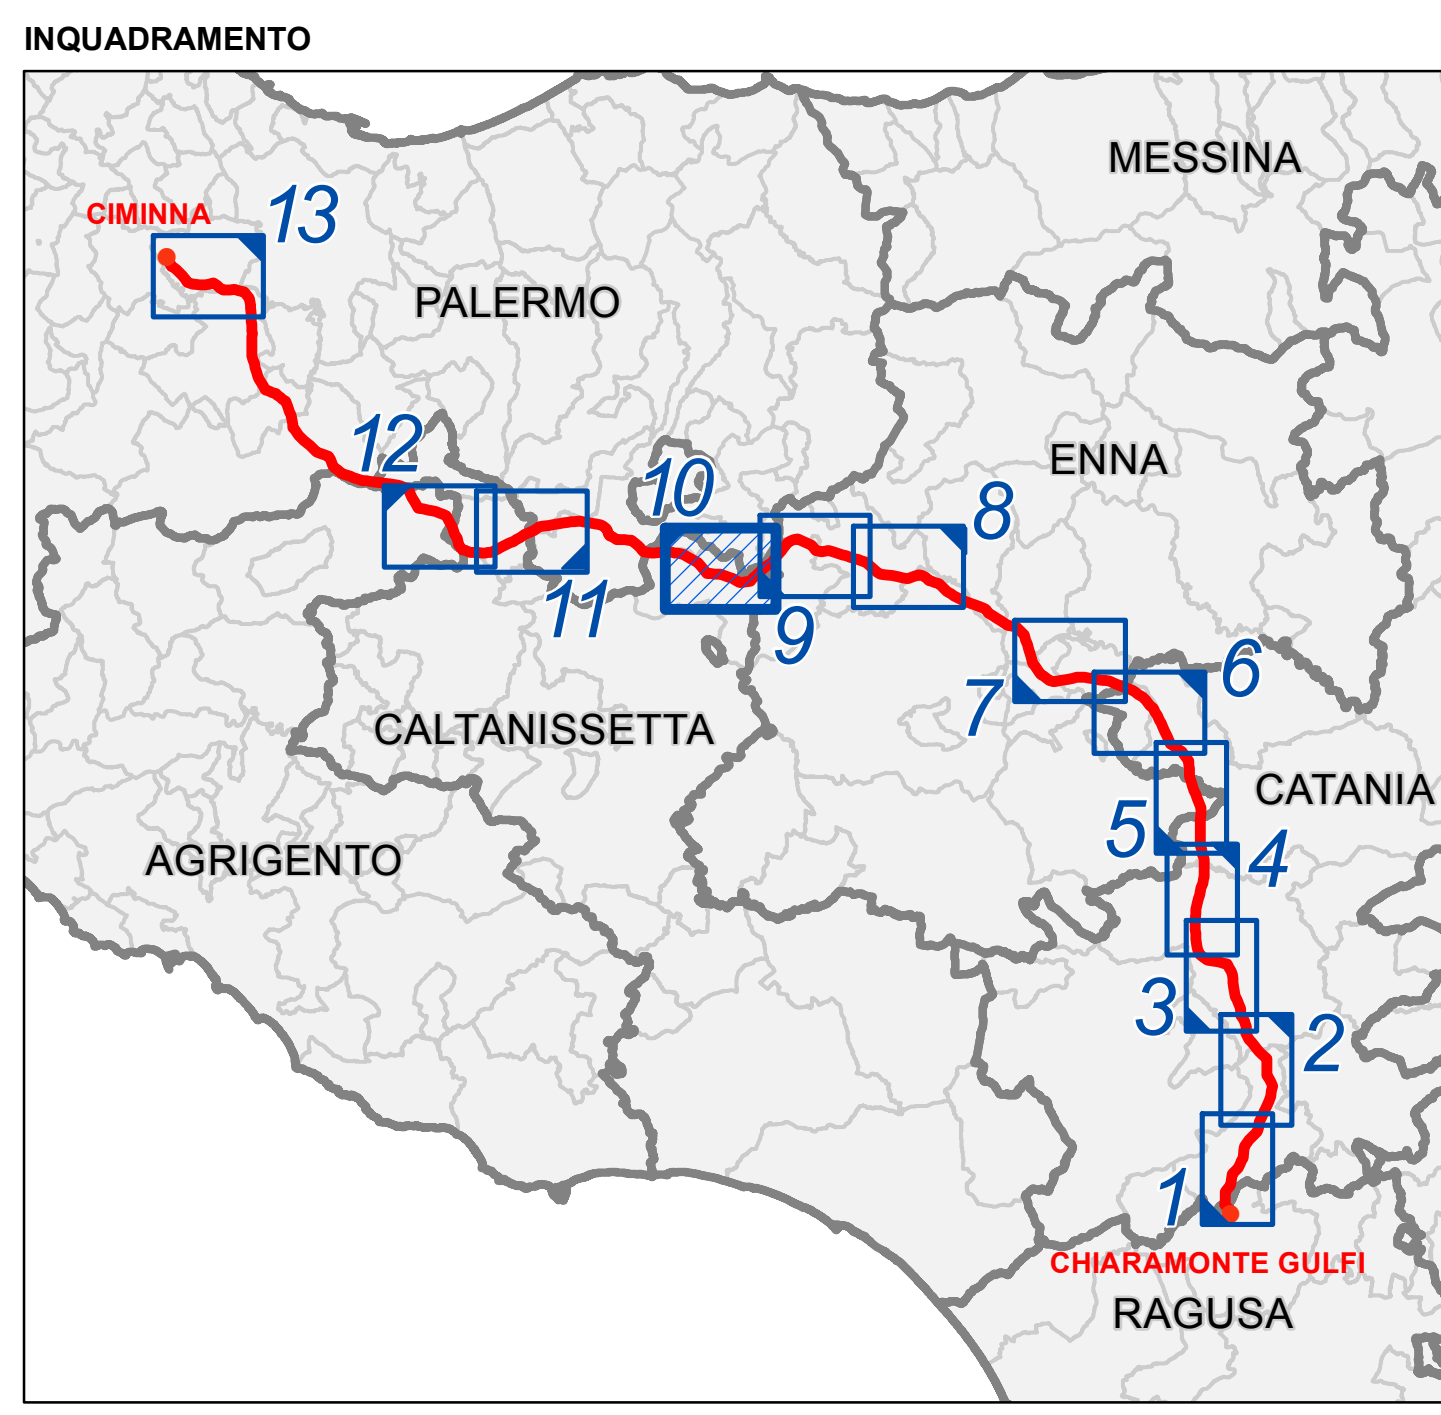 INQUADRAMENTO
MESSINA
13
CIMINNA
PALERMO
12
ENNA
10
8
11
9
6
7
CALTANISSETTA
CATANIA
5
4
AGRIGENTO
3
2
1
CHIARAMONTE GULFI
RAGUSA